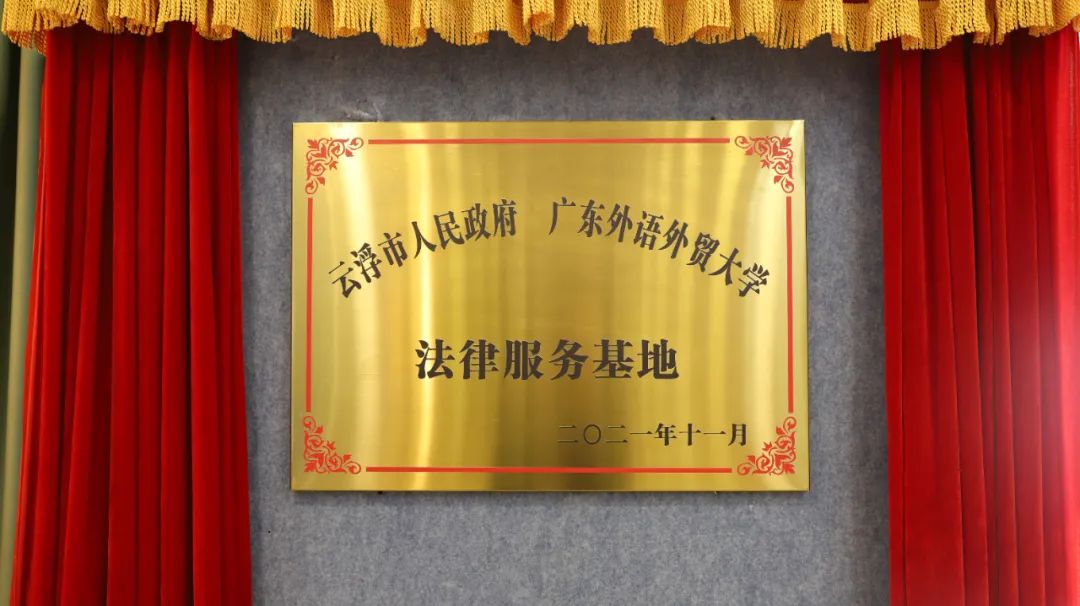 云浮市人民政府 广东外语外贸大学
法律服务基地
二〇二一年十一月